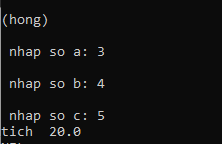 (hong)
nhap so a: 3
nhap so b: 4
nhap so c: 5
tich  20.0